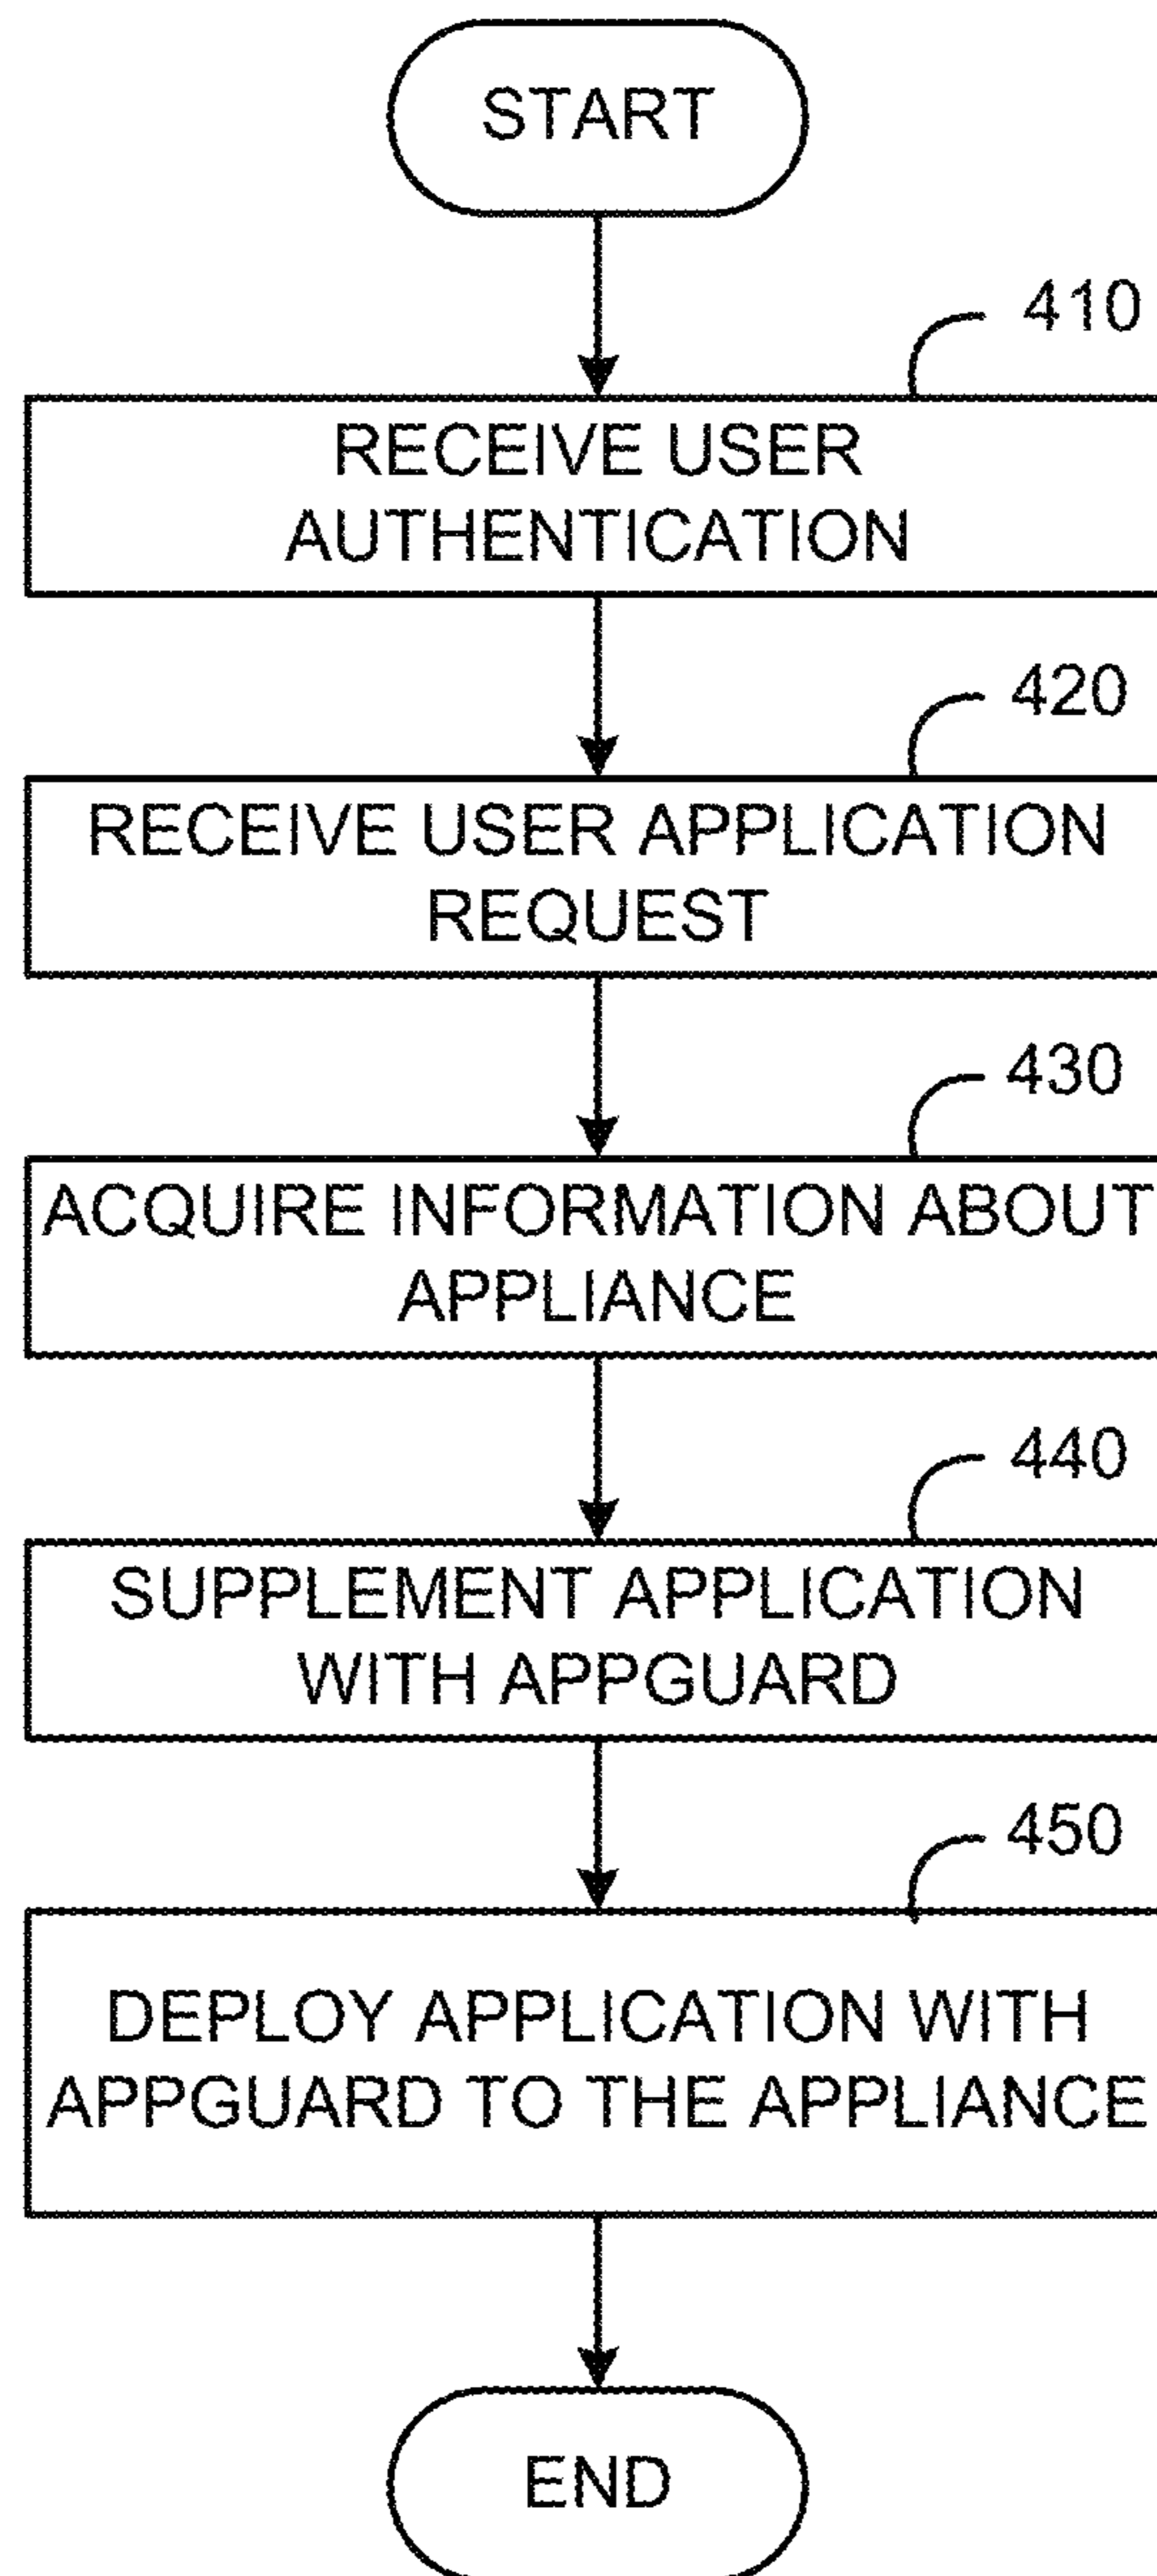 START
410
RECEIVE USER
AUTHENTICATION
420
RECEIVE USER APPLICATION
REQUEST
430
ACQUIRE INFORMATION ABOUT
APPLIANCE
440
SUPPLEMENT APPLICATION
WITH APPGUARD
450
DEPLOY APPLICATION WITH
APPGUARD TO THE APPLIANCE
END